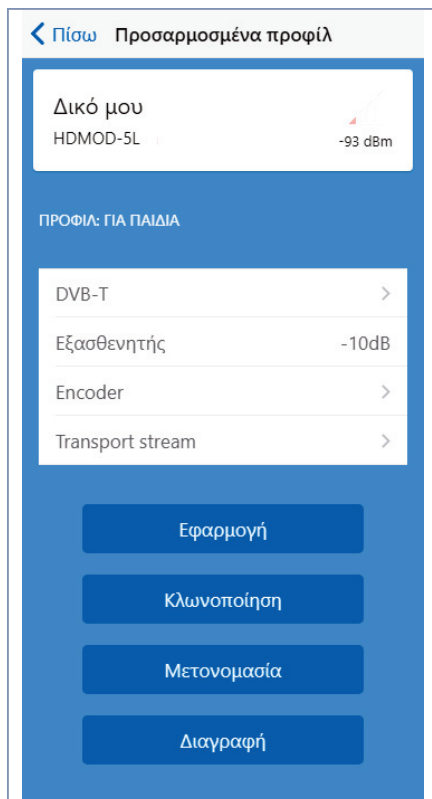 Πίσω Προσαρμοσμένα προφίλ
Δικό μου
HDMOD-5L -93 dBm
ΠΡΟΦΙΛ: ΓΙΑ ΠΑΙΔΙΑ
DVB-T
Εξασθενητής -10dB
Encoder
Transport stream
Εφαρμογή
Κλωνοποίηση
Μετονομασία
Διαγραφή